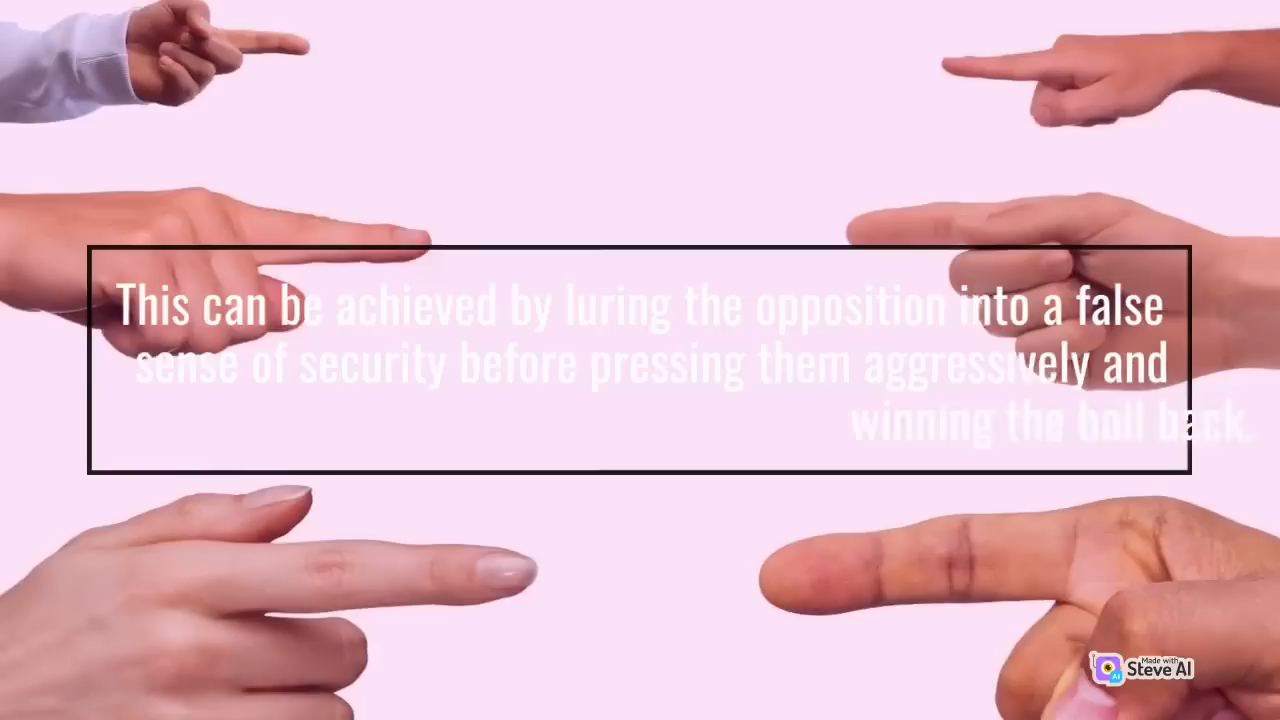 This can be achieved by luring the opposition into a false
sense of security before pressing them aggressively and
winning the ball back.
Made with
Steve AI
AI